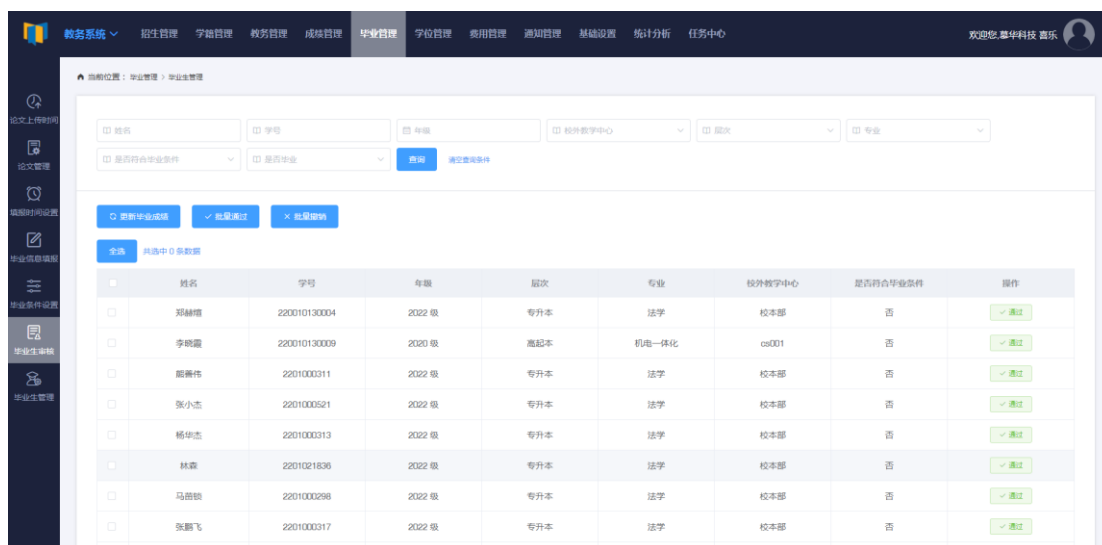 教务系统 招生管理 学籍管理 教务管理 成绩管理 毕业管理 学位管理 费用管理 通知管理 基础设置 统计分析 任务中心 欢迎您,慕华科技 喜乐
当前位置： 毕业管理 > 毕业生管理
论文上传时间
论文管理
填报时间设置
毕业信息填报
毕业条件设置
毕业生审核
毕业生管理
姓名 学号 年级 校外教学中心 层次 专业
是否符合毕业条件 是否毕业 查询 清空查询条件
更新毕业成绩 批量通过 批量撤销
全选 共选中 0 条数据
姓名 学号 年级 层次 专业 校外教学中心 是否符合毕业条件 操作
220010130004 2022 级 专升本 法学 校本部 否 通过
李晓霞 220010130009 2020 级 高起本 机电一体化 cs001 否 通过
2201000311 2022 级 专升本 法学 校本部 否 通过
张小杰 2201000521 2022 级 专升本 法学 校本部 否 通过
杨华杰 2201000313 2022 级 专升本 法学 校本部 否 通过
林森 2201021836 2022 级 专升本 法学 校本部 否 通过
马苗锁 2201000298 2022 级 专升本 法学 校本部 否 通过
张鹏飞 2201000317 2022 级 专升本 法学 校本部 否 通过